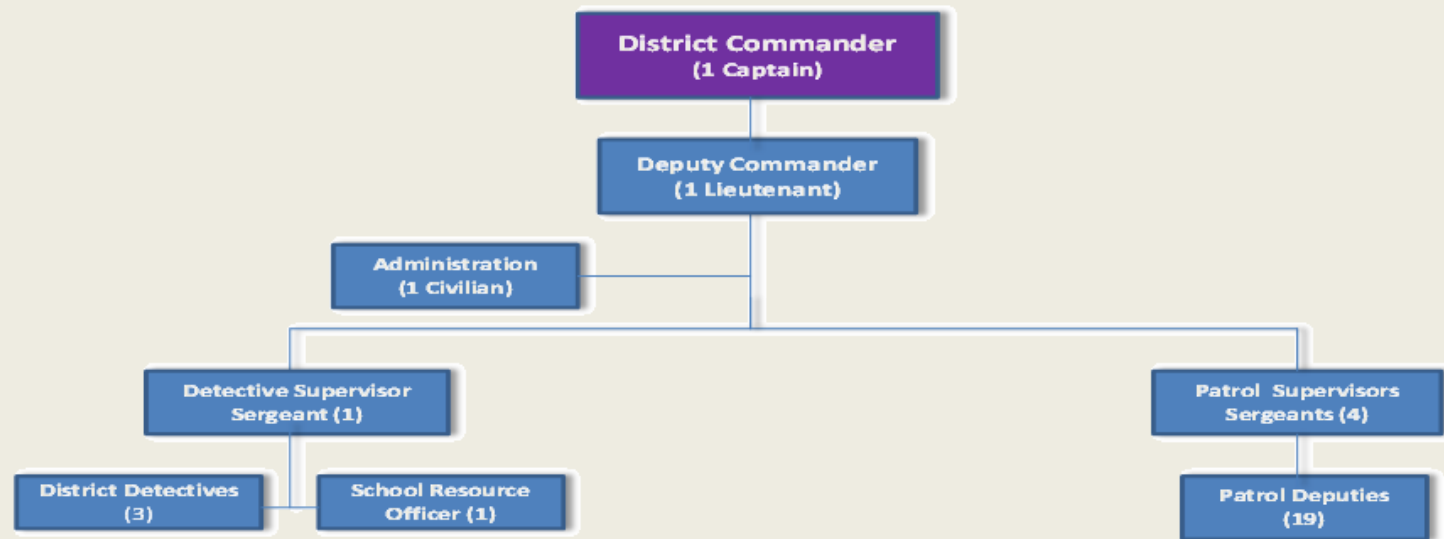 District Commander
(1 Captain)
Deputy Commander
(1 Lieutenant)
Administration
(1 Civilian)
Detective Supervisor
Sergeant (1)
Patrol Supervisors
Sergeants (4)
District Detectives
(3)
School Resource
Officer (1)
Patrol Deputies
(19)